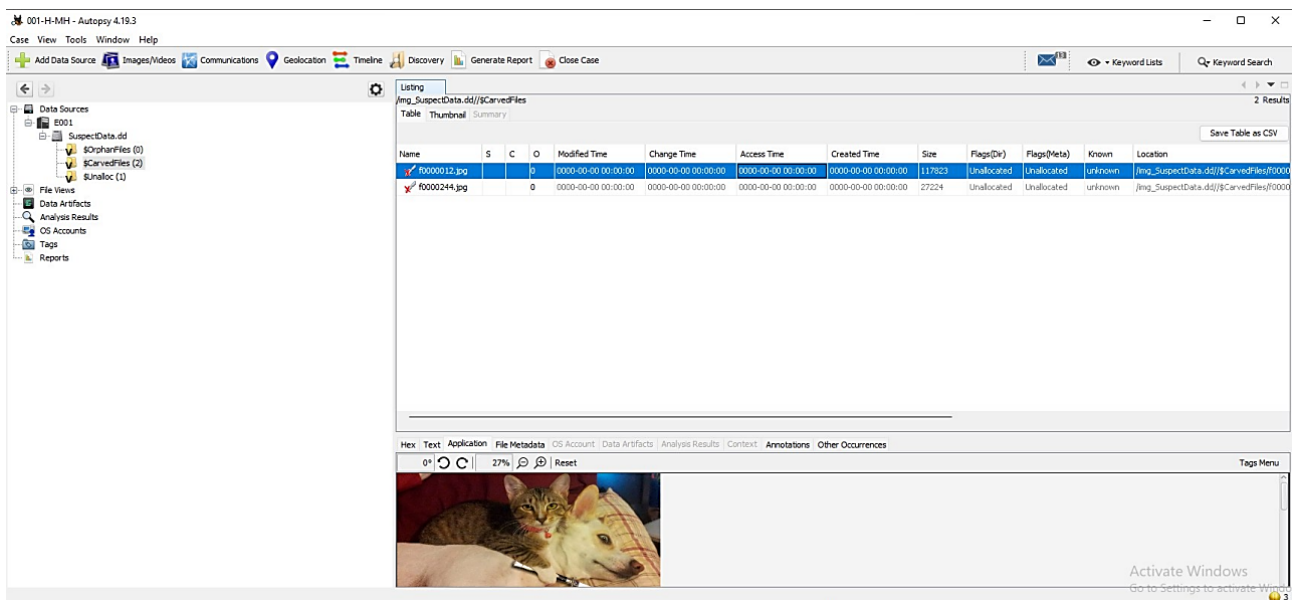 001-H-MH - Autopsy 4.19.3
Case View Tools Window Help
Add Data Source Images/Videos Communications Geolocation Timeline Discovery Generate Report Close Case Keyword Lists Keyword Search
Listing
/img_SuspectData.dd//$CarvedFiles 2 Results
Table Thumbnail Summary
Save Table as CSV
Data Sources
E001
SuspectData.dd
$OrphanFiles (0)
$CarvedFiles (2)
$Unalloc (1)
File Views
Data Artifacts
Analysis Results
OS Accounts
Tags
Reports
Name S C O Modified Time Change Time Access Time Created Time Size Flags(Dir) Flags(Meta) Known Location
f0000012.jpg 0 0000-00-00 00:00:00 0000-00-00 00:00:00 0000-00-00 00:00:00 0000-00-00 00:00:00 117823 Unallocated Unallocated unknown /img_SuspectData.dd//$CarvedFiles/f0000
f0000244.jpg 0 0000-00-00 00:00:00 0000-00-00 00:00:00 0000-00-00 00:00:00 0000-00-00 00:00:00 27224 Unallocated Unallocated unknown /img_SuspectData.dd//$CarvedFiles/f0000
Hex Text Application File Metadata OS Account Data Artifacts Analysis Results Context Annotations Other Occurrences
0° 27% Reset Tags Menu
Activate Windows
Go to Settings to activate Windo
3